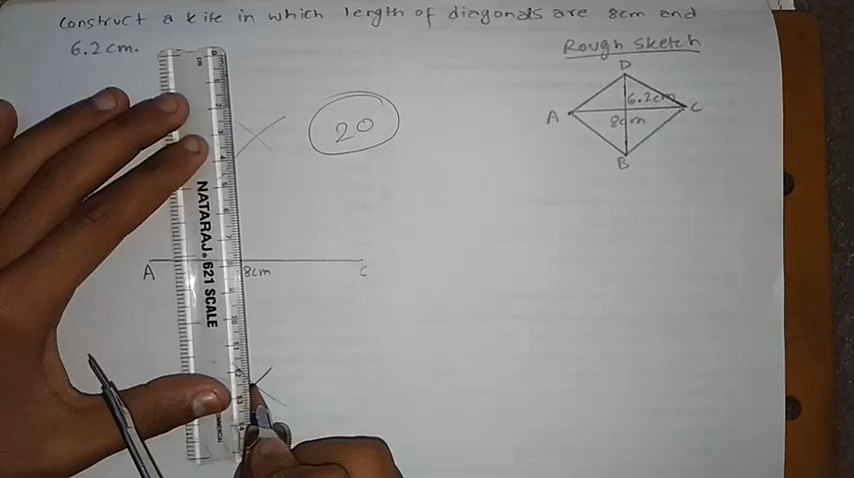 Construct a kite in which length of diagonals are 8cm and
6.2cm.
Rough Sketch
D
6.2cm
A
C
8cm
B
20
NATARAJ 621 SCALE
A
8cm
C